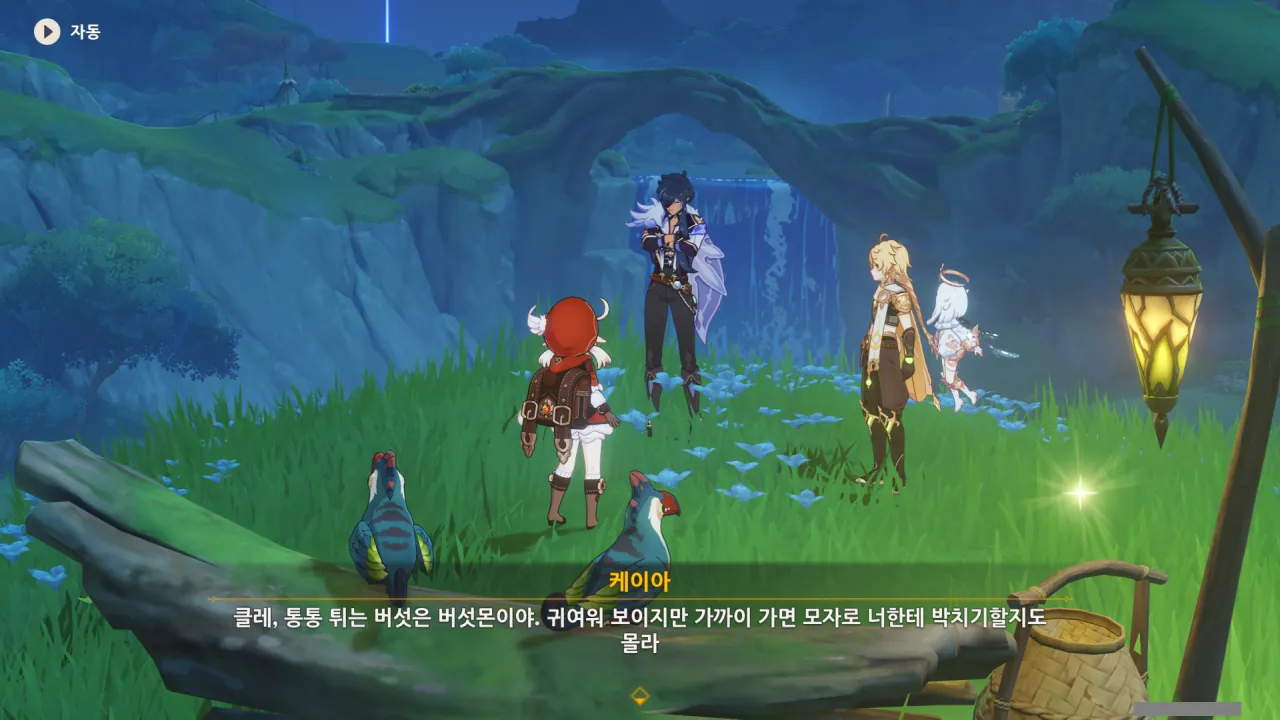 자동
케이아
클레, 통통 튀는 버섯은 버섯몬이야. 귀여워 보이지만 가까이 가면 모자로 너한테 박치기할지도
몰라